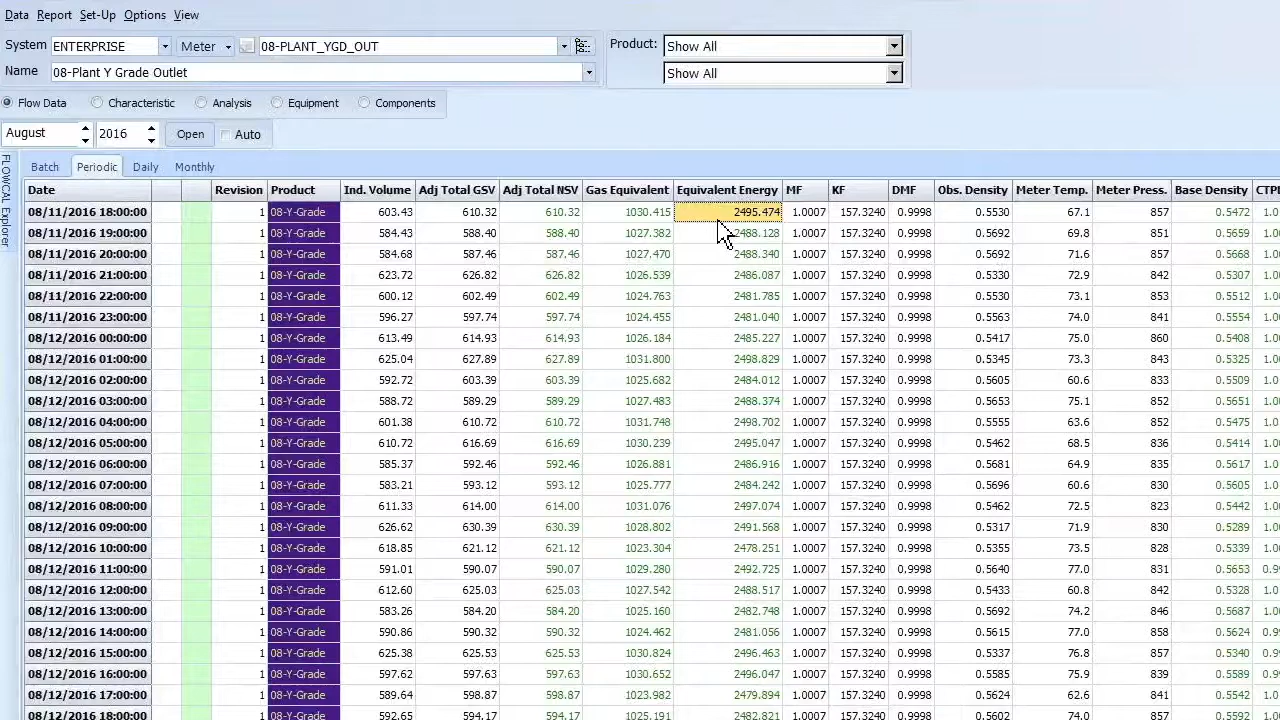 Data Report Set-Up Options View
System ENTERPRISE Meter 08-PLANT_YGD_OUT Product: Show All
Name 08-Plant Y Grade Outlet Show All
Flow Data Characteristic Analysis Equipment Components
August 2016 Open Auto
FLOWCAL Explorer
Batch Periodic Daily Monthly
Date Revision Product Ind. Volume Adj Total GSV Adj Total NSV Gas Equivalent Equivalent Energy MF KF DMF Obs. Density Meter Temp. Meter Press. Base Density
08/11/2016 18:00:00 1 08-Y-Grade 603.43 610.32 610.32 1030.415 2495.474 1.0007 157.3240 0.9998 0.5530 67.1 857 0.5472
08/11/2016 19:00:00 1 08-Y-Grade 584.43 588.40 588.40 1027.382 1.0007 157.3240 0.9998 0.5692 69.8 851 0.5659
08/11/2016 20:00:00 1 08-Y-Grade 584.68 587.46 587.46 1027.470 2488.340 1.0007 157.3240 0.9998 0.5692 71.6 857 0.5668
08/11/2016 21:00:00 1 08-Y-Grade 623.72 626.82 626.82 1026.539 2486.087 1.0007 157.3240 0.9998 0.5330 72.9 842 0.5307
08/11/2016 22:00:00 1 08-Y-Grade 600.12 602.49 602.49 1024.763 2481.785 1.0007 157.3240 0.9998 0.5530 73.1 853 0.5512
08/11/2016 23:00:00 1 08-Y-Grade 596.27 597.74 597.74 1024.455 2481.040 1.0007 157.3240 0.9998 0.5563 74.0 841 0.5554
08/12/2016 00:00:00 1 08-Y-Grade 613.49 614.93 614.93 1026.184 2485.227 1.0007 157.3240 0.9998 0.5417 75.0 860 0.5408
08/12/2016 01:00:00 1 08-Y-Grade 625.04 627.89 627.89 1031.800 2498.829 1.0007 157.3240 0.9998 0.5345 73.3 845 0.5325
08/12/2016 02:00:00 1 08-Y-Grade 592.72 603.39 603.39 1025.682 2484.012 1.0007 157.3240 0.9998 0.5605 60.6 835 0.5509
08/12/2016 03:00:00 1 08-Y-Grade 588.72 589.29 589.29 1027.483 2488.374 1.0007 157.3240 0.9998 0.5653 75.1 852 0.5651
08/12/2016 04:00:00 1 08-Y-Grade 601.38 610.72 610.72 1031.748 2498.702 1.0007 157.3240 0.9998 0.5555 63.6 852 0.5475
08/12/2016 05:00:00 1 08-Y-Grade 610.72 616.69 616.69 1030.239 2495.047 1.0007 157.3240 0.9998 0.5462 68.5 839 0.5414
08/12/2016 06:00:00 1 08-Y-Grade 585.37 592.46 592.46 1026.881 2486.916 1.0007 157.3240 0.9998 0.5681 64.3 0.5617
08/12/2016 07:00:00 1 08-Y-Grade 583.21 593.12 593.12 1025.777 2484.242 1.0007 157.3240 0.9998 0.5696 60.6 830 0.5605
08/12/2016 08:00:00 1 08-Y-Grade 611.33 614.00 614.00 1031.076 2497.074 1.0007 157.3240 0.9998 0.5462 72.5 823 0.5442
08/12/2016 09:00:00 1 08-Y-Grade 626.62 630.39 630.39 1028.802 2491.568 1.0007 157.3240 0.9998 0.5317 71.9 830 0.5289
08/12/2016 10:00:00 1 08-Y-Grade 618.85 621.12 621.12 1023.304 2478.251 1.0007 157.3240 0.9998 0.5355 73.5 828 0.5339
08/12/2016 11:00:00 1 08-Y-Grade 591.01 590.07 590.07 1029.280 2492.725 1.0007 157.3240 0.9998 0.5640 77.0 831 0.5653
08/12/2016 12:00:00 1 08-Y-Grade 612.60 625.03 625.03 1027.542 2488.517 1.0007 157.3240 0.9998 0.5433 60.8 842 0.5328
08/12/2016 13:00:00 1 08-Y-Grade 583.26 584.20 584.20 1025.160 2482.748 1.0007 157.3240 0.9998 0.5692 74.2 856 0.5687
08/12/2016 14:00:00 1 08-Y-Grade 590.86 590.32 590.32 1024.462 2481.056 1.0007 157.3240 0.9998 0.5615 77.0 853 0.5624
08/12/2016 15:00:00 1 08-Y-Grade 625.38 625.53 625.53 1030.824 2496.463 1.0007 157.3240 0.9998 0.5340 76.8 857 0.5340
08/12/2016 16:00:00 1 08-Y-Grade 597.62 597.63 597.63 1030.652 2496.047 1.0007 157.3240 0.9998 0.5585 76.5 839 0.5589
08/12/2016 17:00:00 1 08-Y-Grade 589.64 598.87 598.87 1023.682 1.0007 157.3240 0.9998 0.5623 62.6 822 0.5542
08/12/2016 18:00:00 1 08-Y-Grade 592.65